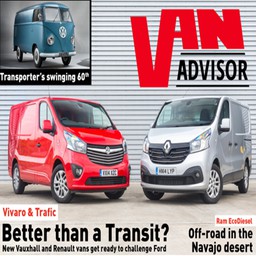 Transporter's swinging 60th
VAN
ADVISOR
Vivaro & Trafic
Better than a Transit?
New Vauxhall and Renault vans get ready to challenge Ford
Ram EcoDiesel
Off-road in the
Navajo desert